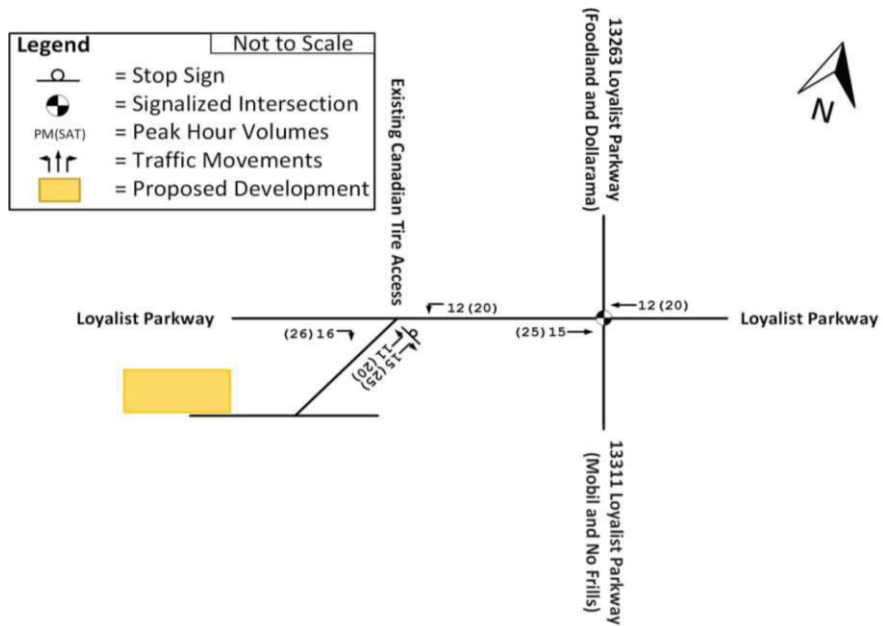 Legend
Not to Scale
= Stop Sign
= Signalized Intersection
PM(SAT) = Peak Hour Volumes
= Traffic Movements
= Proposed Development
N
Existing Canadian Tire Access
13263 Loyalist Parkway
(Foodland and Dollarama)
Loyalist Parkway
12(20)
12(20)
Loyalist Parkway
(26)16
(25)15
15(25)
11(20)
13311 Loyalist Parkway
(Mobil and No Frills)